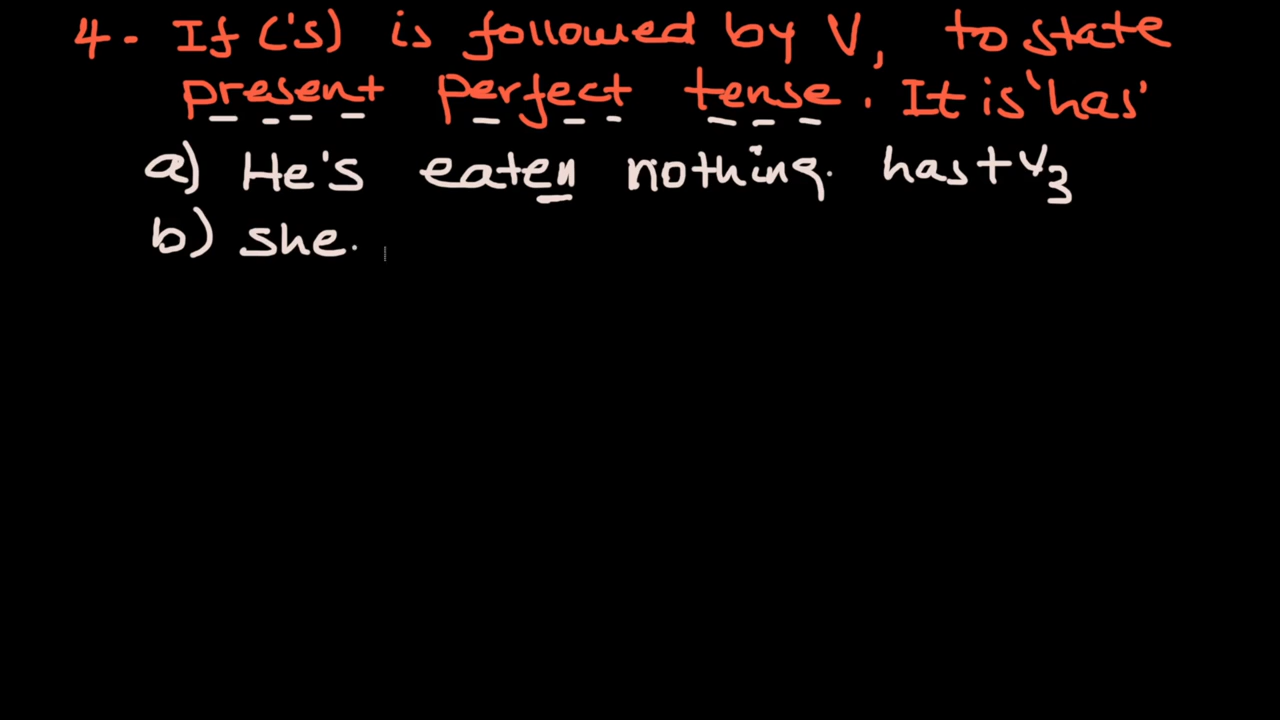 4- If ('s) is followed by V, to state
present perfect tense. It is 'has'
a) He's eaten nothing. has+V3
b) she.